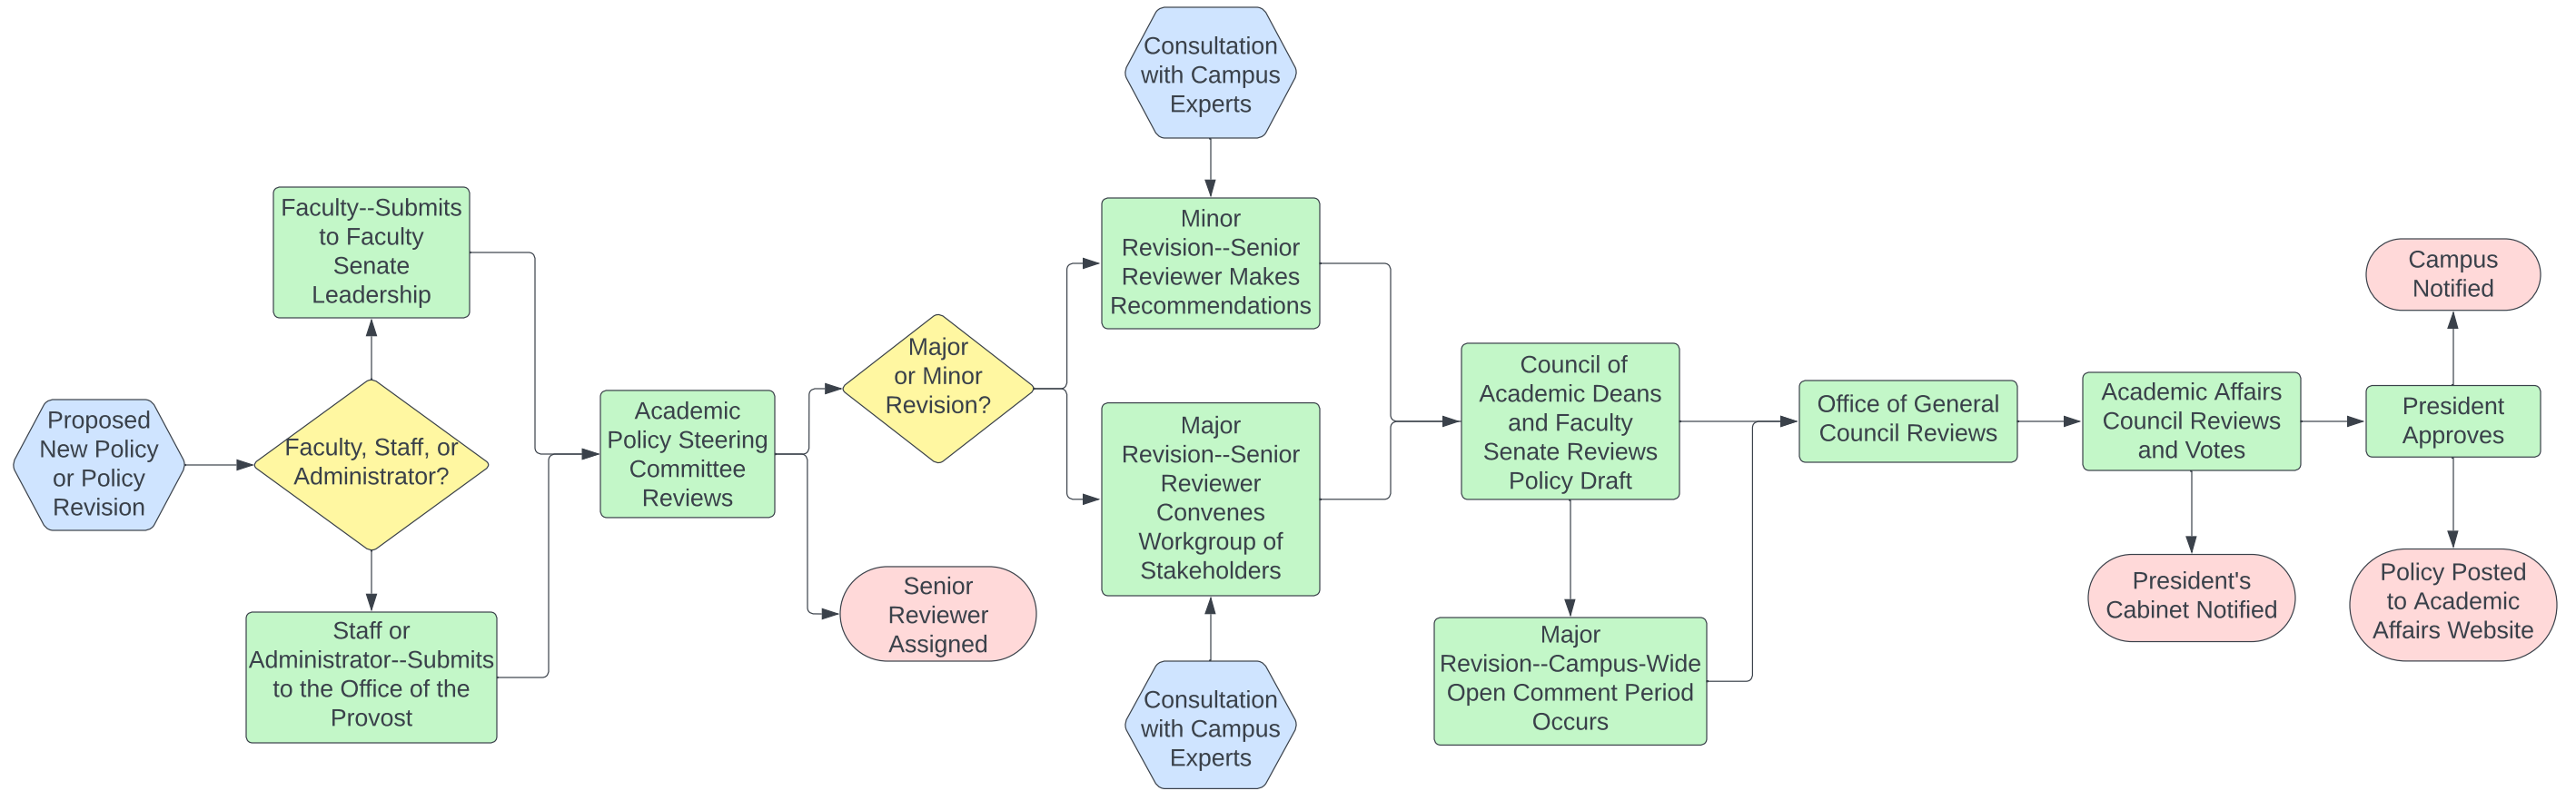 Proposed
New Policy
or Policy
Revision
Faculty, Staff, or
Administrator?
Faculty--Submits
to Faculty
Senate
Leadership
Staff or
Administrator--Submits
to the Office of the
Provost
Academic
Policy Steering
Committee
Reviews
Major
or Minor
Revision?
Senior
Reviewer
Assigned
Consultation
with Campus
Experts
Minor
Revision--Senior
Reviewer Makes
Recommendations
Major
Revision--Senior
Reviewer
Convenes
Workgroup of
Stakeholders
Consultation
with Campus
Experts
Council of
Academic Deans
and Faculty
Senate Reviews
Policy Draft
Major
Revision--Campus-Wide
Open Comment Period
Occurs
Office of General
Council Reviews
Academic Affairs
Council Reviews
and Votes
President's
Cabinet Notified
Campus
Notified
President
Approves
Policy Posted
to Academic
Affairs Website